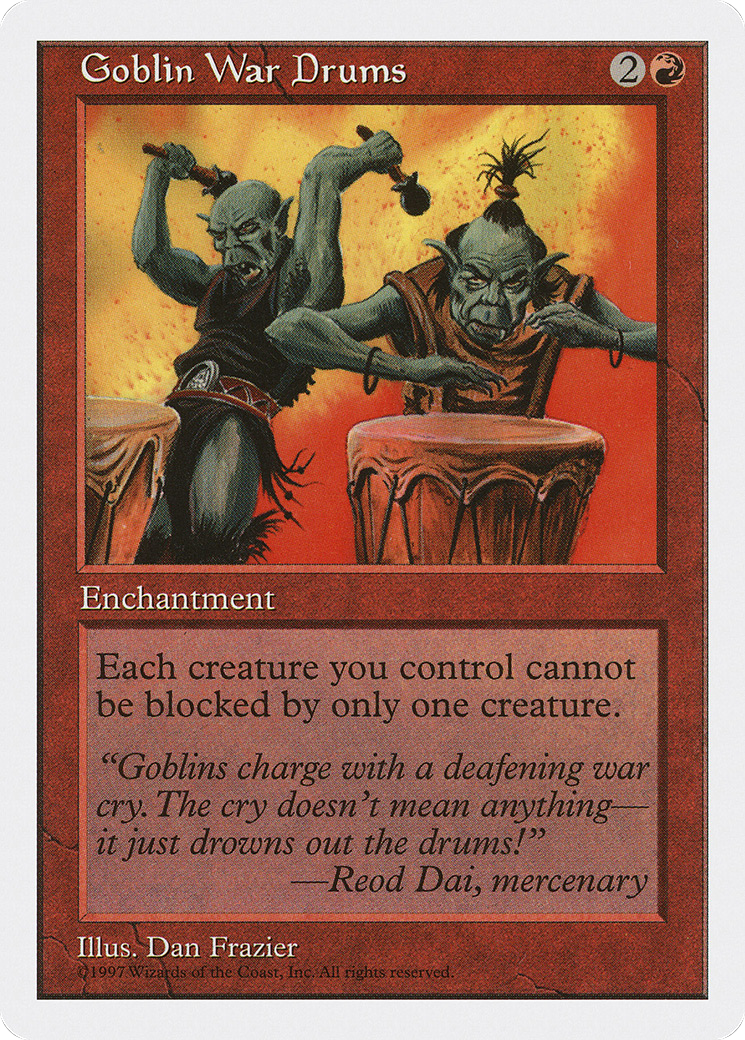 Goblin War Drums 2
Enchantment
Each creature you control cannot
be blocked by only one creature.
“Goblins charge with a deafening war
cry. The cry doesn’t mean anything—
it just drowns out the drums!”
—Reod Dai, mercenary
Illus. Dan Frazier
©1997 Wizards of the Coast, Inc. All rights reserved.